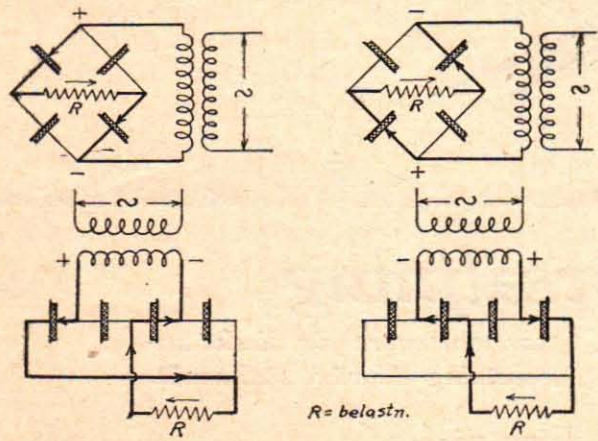 +
R
-
-
R
+
+ -
- +
R
R = belastn.
R